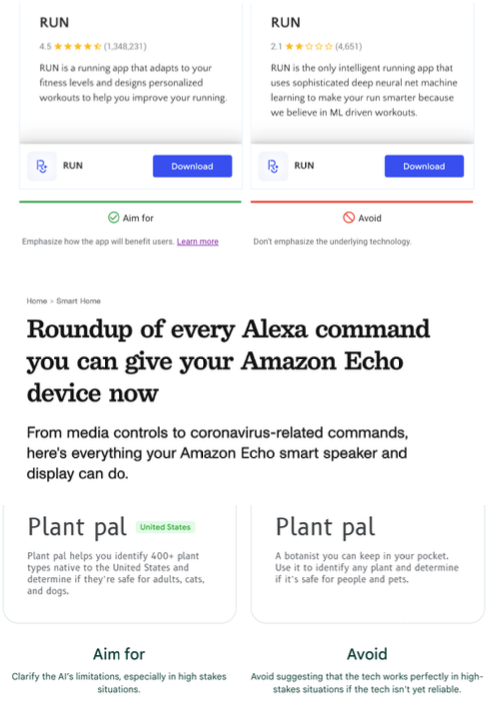 RUN
4.5 ★★★★⯪ (1,348,231)
RUN is a running app that adapts to your
fitness levels and designs personalized
workouts to help you improve your running.
RUN
Download
Aim for
Emphasize how the app will benefit users. Learn more
RUN
2.1 ★★☆☆☆ (4,651)
RUN is the only intelligent running app that
uses sophisticated deep neural net machine
learning to make your run smarter because
we believe in ML driven workouts.
RUN
Download
Avoid
Don't emphasize the underlying technology.
Home > Smart Home
Roundup of every Alexa command
you can give your Amazon Echo
device now
From media controls to coronavirus-related commands,
here's everything your Amazon Echo smart speaker and
display can do.
Plant pal United States
Plant pal helps you identify 400+ plant
types native to the United States and
determine if they're safe for adults, cats,
and dogs.
Aim for
Clarify the AI's limitations, especially in high stakes
situations.
Plant pal
A botanist you can keep in your pocket.
Use it to identify any plant and determine
if it's safe for people and pets.
Avoid
Avoid suggesting that the tech works perfectly in high-
stakes situations if the tech isn't yet reliable.